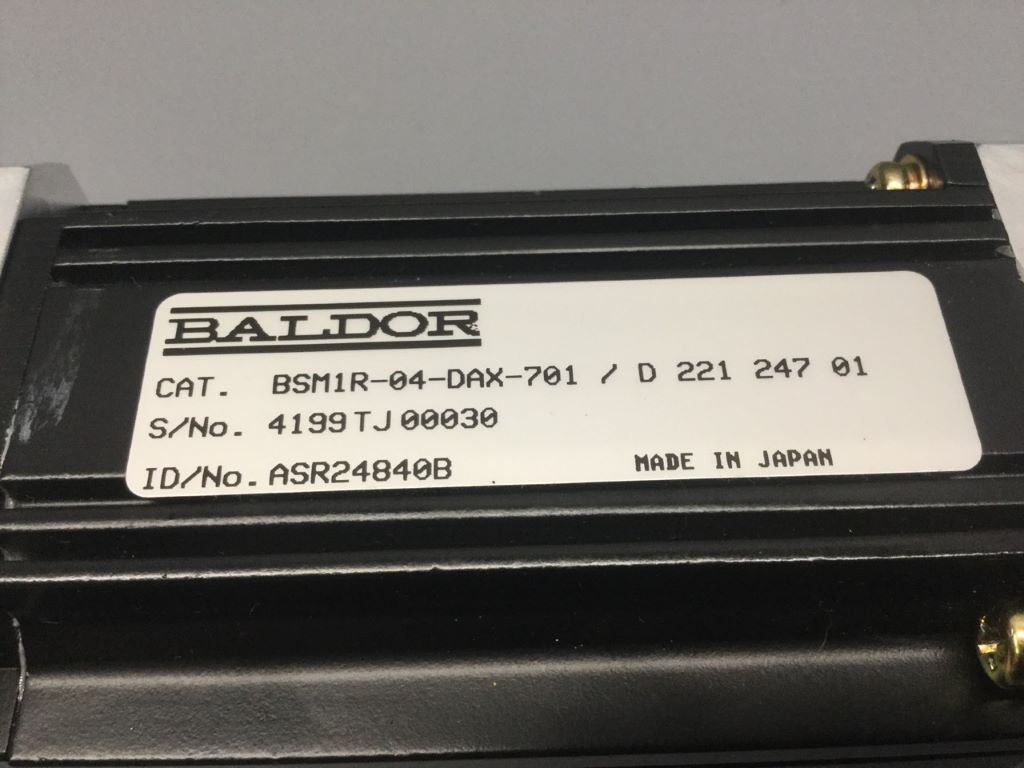 BALDOR
CAT. BSM1R-04-DAX-701 / D 221 247 01
S/No. 4199TJ00030
ID/No. ASR24840B MADE IN JAPAN